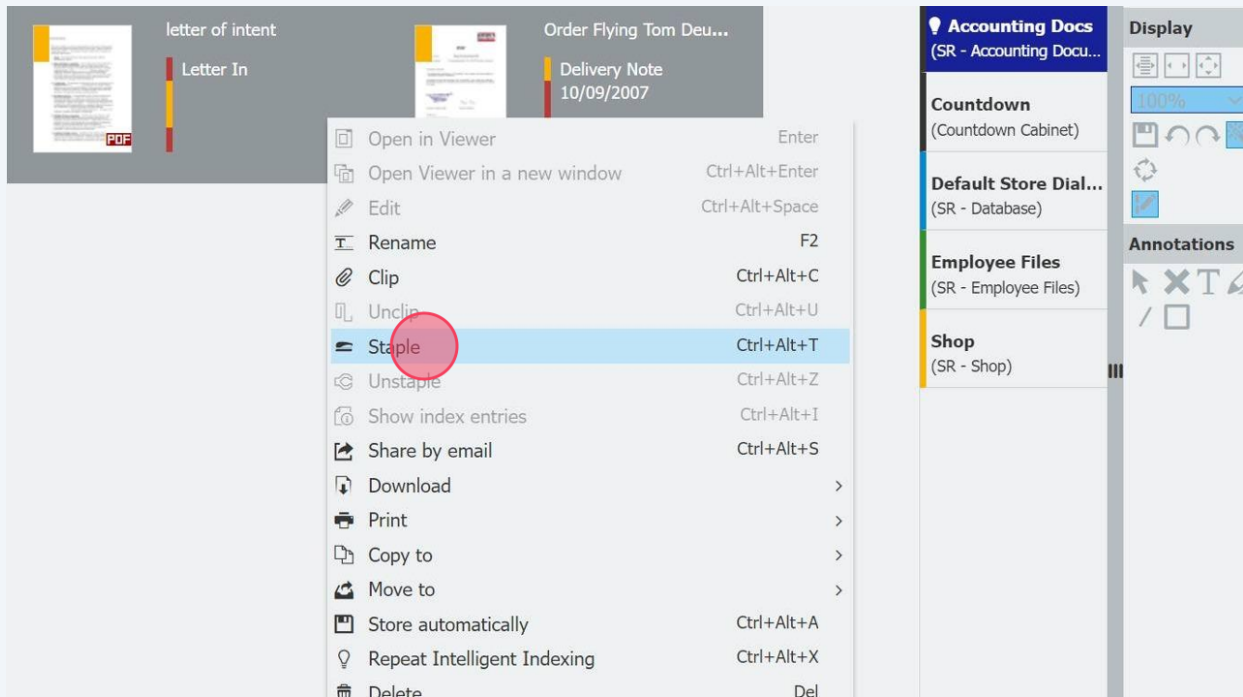 letter of intent
Letter In
PDF
Order Flying Tom Deu...
Delivery Note
10/09/2007
Open in Viewer Enter
Open Viewer in a new window Ctrl+Alt+Enter
Edit Ctrl+Alt+Space
Rename F2
Clip Ctrl+Alt+C
Unclip Ctrl+Alt+U
Staple Ctrl+Alt+T
Unstaple Ctrl+Alt+Z
Show index entries Ctrl+Alt+I
Share by email Ctrl+Alt+S
Download
Print
Copy to
Move to
Store automatically Ctrl+Alt+A
Repeat Intelligent Indexing Ctrl+Alt+X
Delete Del
Accounting Docs
(SR - Accounting Docu...
Countdown
(Countdown Cabinet)
Default Store Dial...
(SR - Database)
Employee Files
(SR - Employee Files)
Shop
(SR - Shop)
Display
100%
Annotations
T